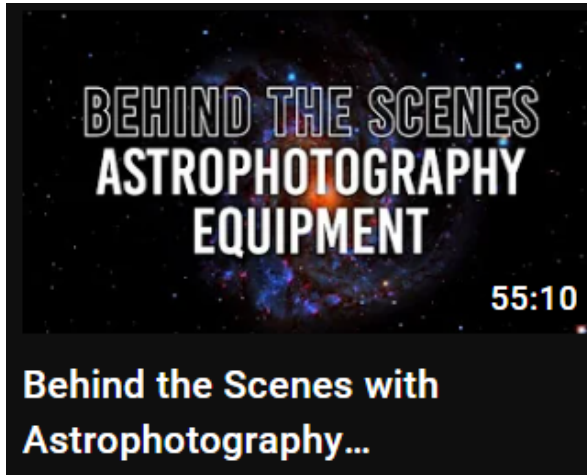 BEHIND THE SCENES
ASTROPHOTOGRAPHY
EQUIPMENT
55:10
Behind the Scenes with
Astrophotography...